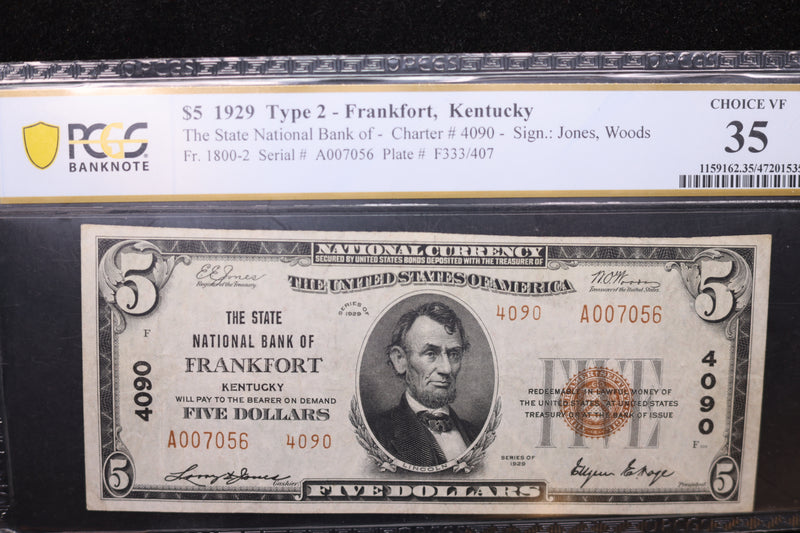 PCGS PCGS PCGS
PCGS
BANKNOTE
$5 1929 Type 2 - Frankfort, Kentucky
The State National Bank of - Charter # 4090 - Sign.: Jones, Woods
Fr. 1800-2 Serial # A007056 Plate # F333/407
CHOICE VF
35
1159162.35/4720153
NATIONAL CURRENCY
SECURED BY UNITED STATES BONDS DEPOSITED WITH THE TREASURER OF
THE UNITED STATES OF AMERICA
5
5
E.E. Jones
Register of the Treasury
W.O. Woods
Treasurer of the United States
SERIES OF
1929
F
THE STATE
NATIONAL BANK OF
FRANKFORT
KENTUCKY
WILL PAY TO THE BEARER ON DEMAND
FIVE DOLLARS
4090
A007056 4090
4090 A007056
FIVE
REDEEMABLE IN LAWFUL MONEY OF
THE UNITED STATES AT UNITED STATES
TREASURY OR AT THE BANK OF ISSUE
4090
F
LINCOLN
SERIES OF
1929
5
Cashier
President
5
FIVE DOLLARS
PCGS